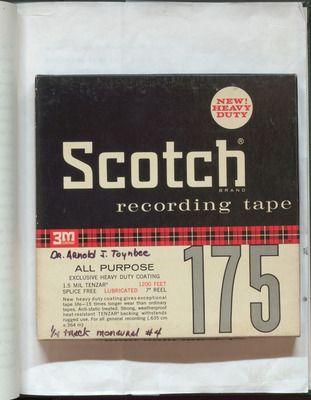 NEW!
HEAVY
DUTY
Scotch®
BRAND
recording tape
3M
Dr. Arnold J. Toynbee
ALL PURPOSE
EXCLUSIVE HEAVY DUTY COATING
1.5 MIL TENZAR® 1200 FEET
SPLICE FREE LUBRICATED 7" REEL
New heavy duty coating gives exceptional
tape life—15 times longer wear than ordinary
tapes. Anti-static treated. Strong, weatherproof
heat-resistant TENZAR® backing withstands
rugged use. For all general recording (.635 cm
x 364 m)
175
1/4 track monaural #4